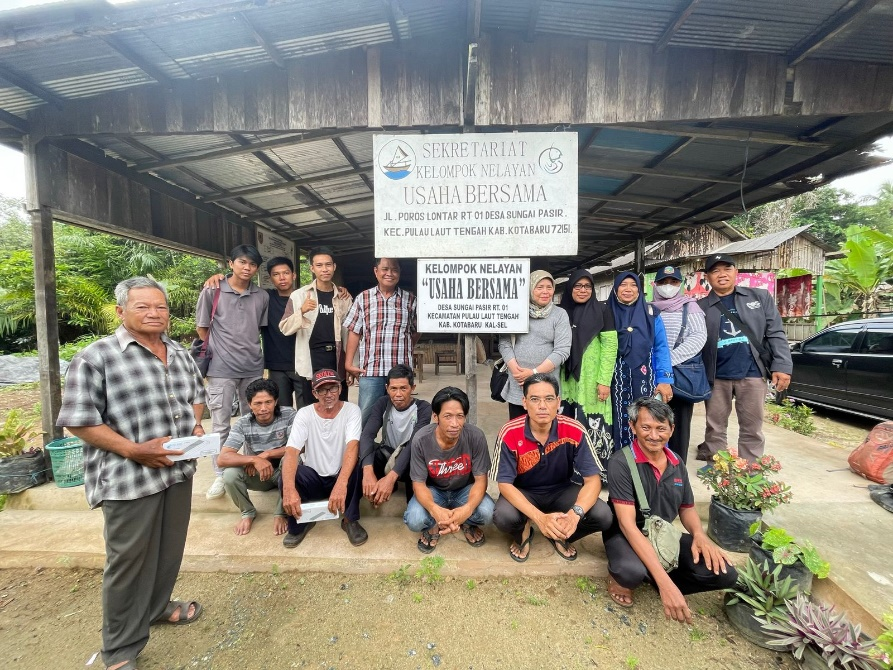 SEKRETARIAT
KELOMPOK NELAYAN
USAHA BERSAMA
JL. POROS LONTAR RT 01 DESA SUNGAI PASIR.
KEC. PULAU LAUT TENGAH KAB. KOTABARU 72151.
KELOMPOK NELAYAN
"USAHA BERSAMA"
DESA SUNGAI PASIR RT. 01
KECAMATAN PULAU LAUT TENGAH
KAB. KOTABARU KAL-SEL
Three